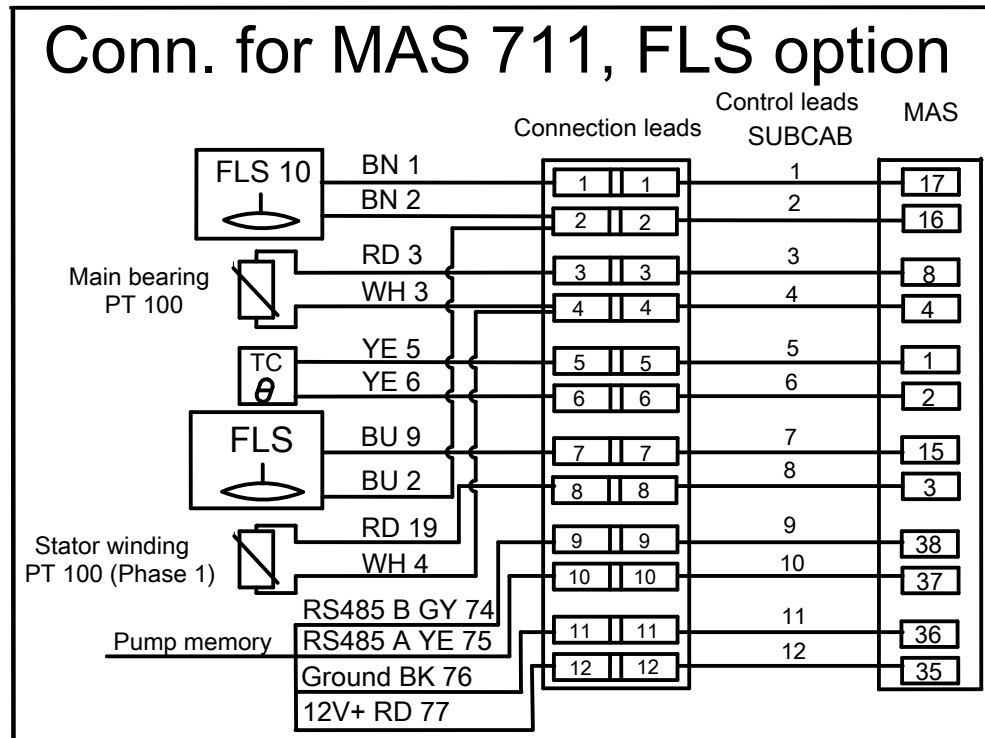 Conn. for MAS 711, FLS option
Connection leads
Control leads
SUBCAB
MAS
FLS 10
BN 1
BN 2
1 1
1
17
2 2
2
16
Main bearing
PT 100
RD 3
WH 3
3 3
3
8
4 4
4
4
TC
θ
YE 5
YE 6
5 5
5
1
6 6
6
2
FLS
BU 9
BU 2
7 7
7
15
8 8
8
3
Stator winding
PT 100 (Phase 1)
RD 19
WH 4
9 9
9
38
10 10
10
37
Pump memory
RS485 B GY 74
RS485 A YE 75
Ground BK 76
12V+ RD 77
11 11
11
36
12 12
12
35